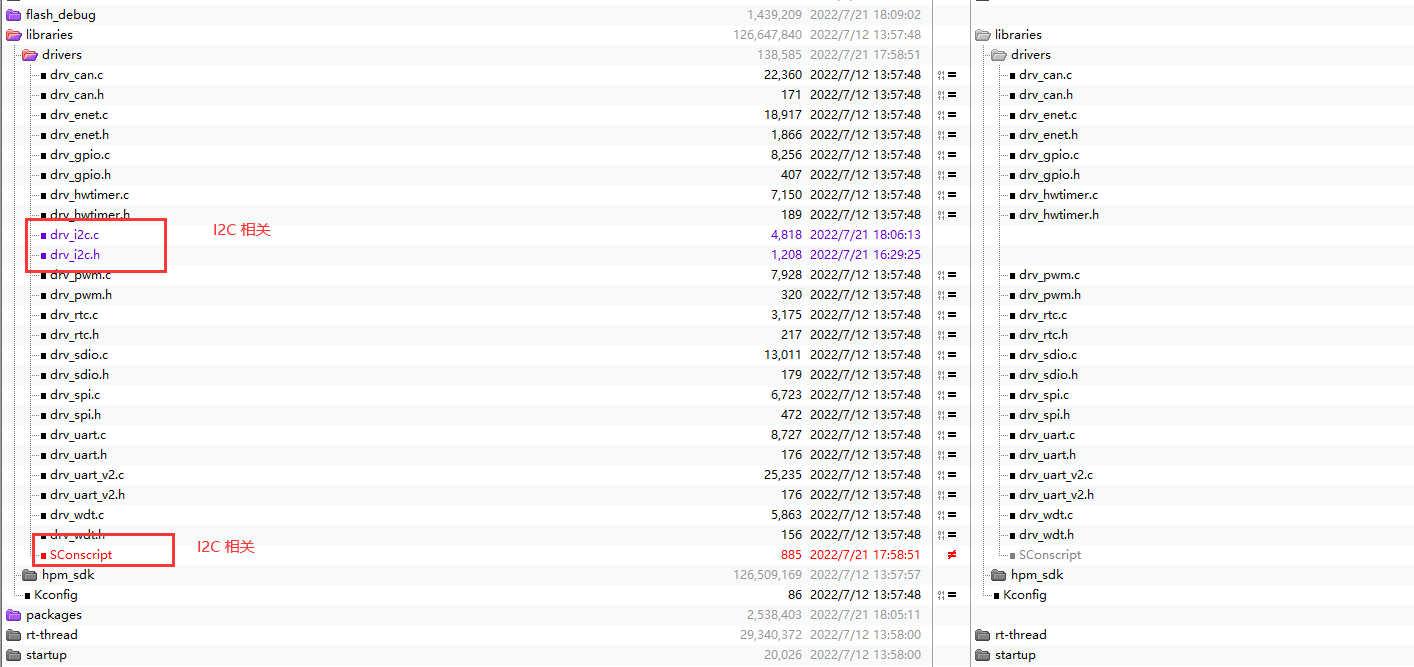 flash_debug 1,439,209 2022/7/21 18:09:02
libraries 126,647,840 2022/7/12 13:57:48 libraries
drivers 138,585 2022/7/21 17:58:51 drivers
drv_can.c 22,360 2022/7/12 13:57:48 = drv_can.c
drv_can.h 171 2022/7/12 13:57:48 = drv_can.h
drv_enet.c 18,917 2022/7/12 13:57:48 = drv_enet.c
drv_enet.h 1,866 2022/7/12 13:57:48 = drv_enet.h
drv_gpio.c 8,256 2022/7/12 13:57:48 = drv_gpio.c
drv_gpio.h 407 2022/7/12 13:57:48 = drv_gpio.h
drv_hwtimer.c 7,150 2022/7/12 13:57:48 = drv_hwtimer.c
drv_hwtimer.h 189 2022/7/12 13:57:48 = drv_hwtimer.h
drv_i2c.c I2C 相关 4,818 2022/7/21 18:06:13
drv_i2c.h 1,208 2022/7/21 16:29:25
drv_pwm.c 7,928 2022/7/12 13:57:48 = drv_pwm.c
drv_pwm.h 320 2022/7/12 13:57:48 = drv_pwm.h
drv_rtc.c 3,175 2022/7/12 13:57:48 = drv_rtc.c
drv_rtc.h 217 2022/7/12 13:57:48 = drv_rtc.h
drv_sdio.c 13,011 2022/7/12 13:57:48 = drv_sdio.c
drv_sdio.h 179 2022/7/12 13:57:48 = drv_sdio.h
drv_spi.c 6,723 2022/7/12 13:57:48 = drv_spi.c
drv_spi.h 472 2022/7/12 13:57:48 = drv_spi.h
drv_uart.c 8,727 2022/7/12 13:57:48 = drv_uart.c
drv_uart.h 176 2022/7/12 13:57:48 = drv_uart.h
drv_uart_v2.c 25,235 2022/7/12 13:57:48 = drv_uart_v2.c
drv_uart_v2.h 176 2022/7/12 13:57:48 = drv_uart_v2.h
drv_wdt.c 5,863 2022/7/12 13:57:48 = drv_wdt.c
drv_wdt.h 156 2022/7/12 13:57:48 = drv_wdt.h
SConscript I2C 相关 885 2022/7/21 17:58:51 ≠ SConscript
hpm_sdk 126,509,169 2022/7/12 13:57:57 hpm_sdk
Kconfig 86 2022/7/12 13:57:48 = Kconfig
packages 2,538,403 2022/7/21 18:05:11
rt-thread 29,340,372 2022/7/12 13:58:00 rt-thread
startup 20,026 2022/7/12 13:58:00 startup